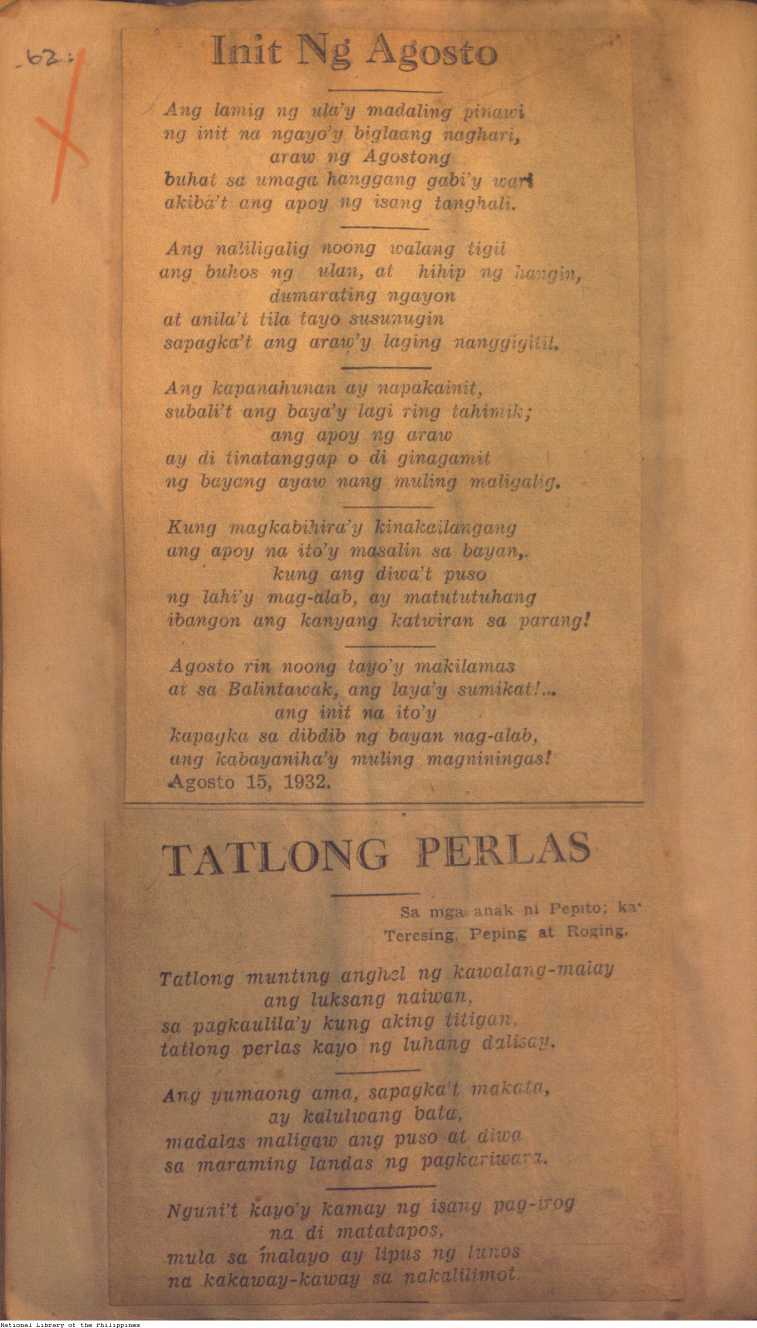 62:
Init Ng Agosto
Ang lamig ng ula'y madaling pinawi
ng init na ngayo'y biglaang naghari,
araw ng Agostong
buhat sa umaga hanggang gabi'y wari
akibá't ang apoy ng isang tanghali.
Ang naliligalig noong walang tigil
ang buhos ng ulan, at hihip ng hangin,
dumarating ngayon
at anila't tila tayo susunugin
sapagka't ang araw'y laging nanggigitil.
Ang kapanahunan ay napakainit,
subali't ang baya'y lagi ring tahimik;
ang apoy ng araw
ay di tinatanggap o di ginagamit
ng bayang ayaw nang muling maligalig.
Kung magkabihira'y kinakailangang
ang apoy na ito'y masalin sa bayan,.
kung ang diwa't puso
ng lahi'y mag-alab, ay matututuhang
ibangon ang kanyang katwiran sa parang!
Agosto rin noong tayo'y makilamas
at sa Balintawak, ang laya'y sumikat!...
ang init na ito'y
kapagka sa dibdib ng bayan nag-alab,
ang kabayaniha'y muling magniningas!
Agosto 15, 1932.
TATLONG PERLAS
Sa mga anak ni Pepito; ka'
Teresing, Peping at Roging.
Tatlong munting anghel ng kawalang-malay
ang luksang naiwan,
sa pagkaulila'y kung aking titigan,
tatlong perlas kayo ng luhang dalisay.
Ang yumaong ama, sapagka't makata,
ay kalulwang bata,
madalas maligaw ang puso at diwa
sa maraming landas ng pagkariwara.
Nguni't kayo'y kamay ng isang pag-irog
na di matatapos,
mula sa malayo ay lipus ng lunos
na kakaway-kaway sa nakalilimot
National Library of the Philippines